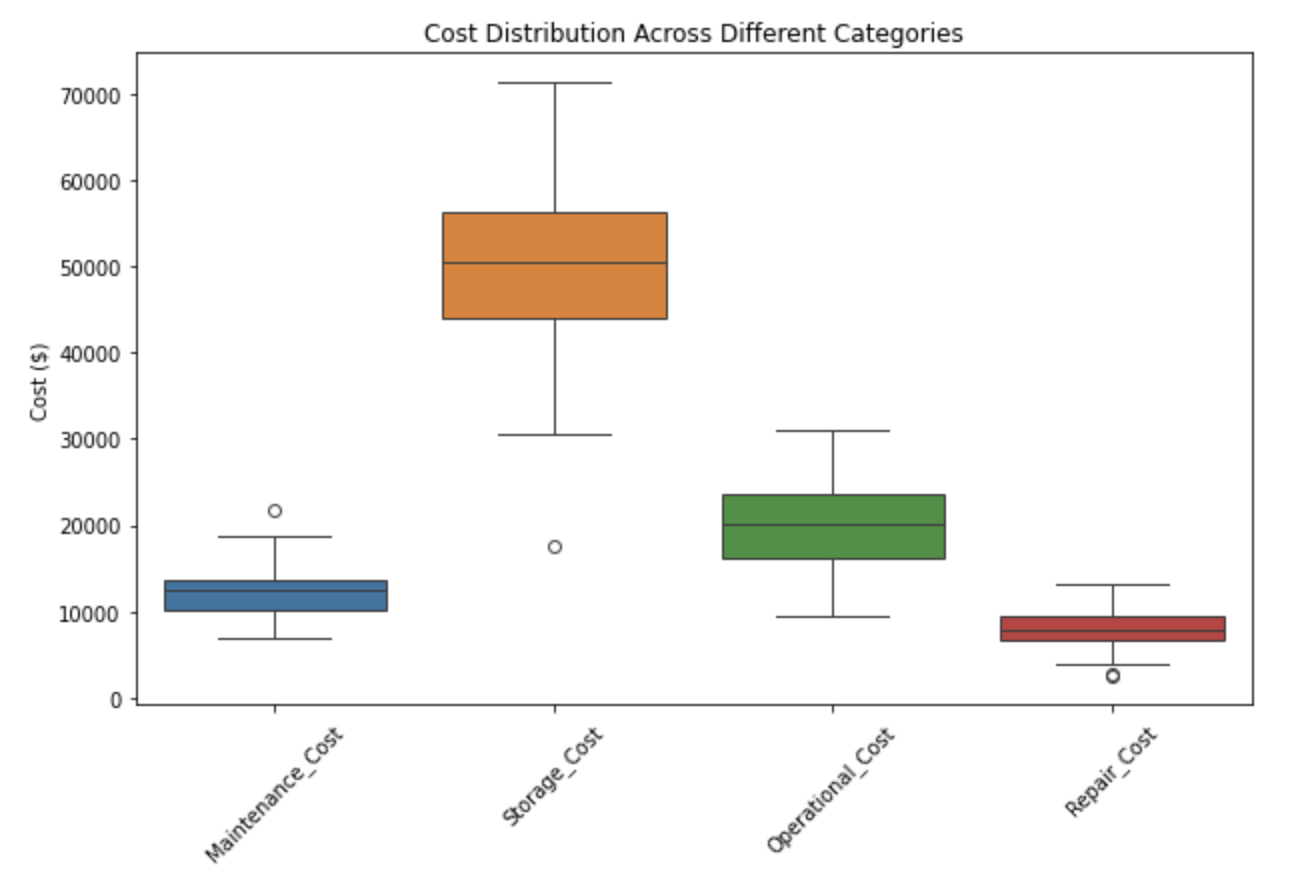 Cost Distribution Across Different Categories
Cost ($)
70000
60000
50000
40000
30000
20000
10000
0
Maintenance_Cost
Storage_Cost
Operational_Cost
Repair_Cost